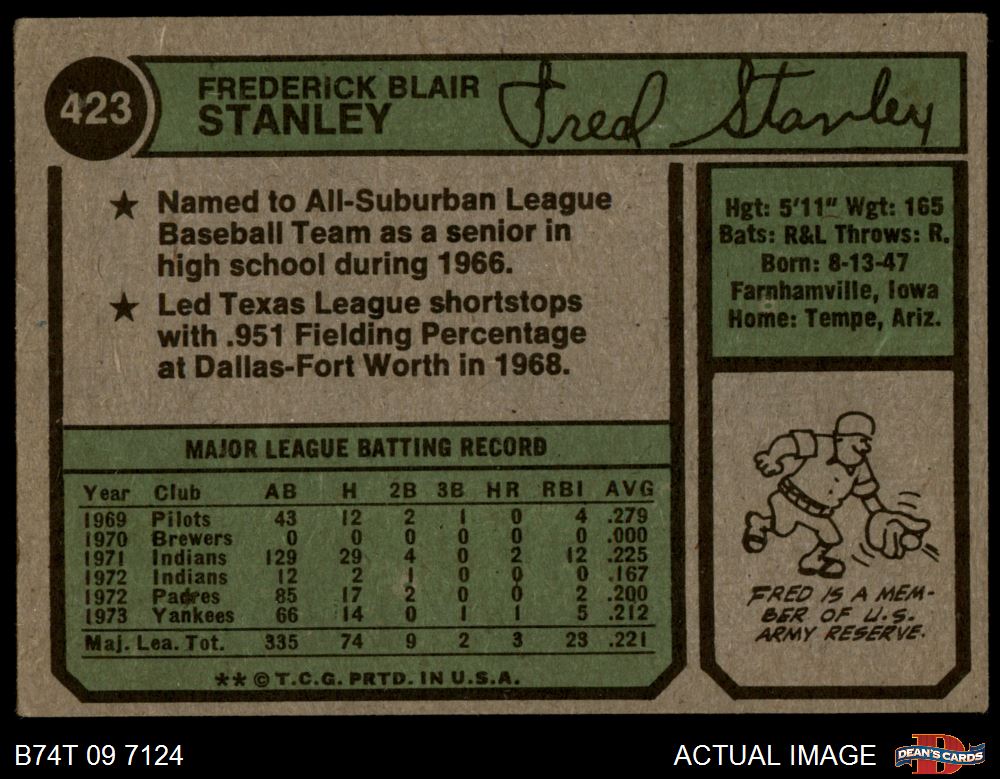 423
FREDERICK BLAIR
STANLEY
Fred Stanley
★ Named to All-Suburban League
Baseball Team as a senior in
high school during 1966.
★ Led Texas League shortstops
with .951 Fielding Percentage
at Dallas-Fort Worth in 1968.
Hgt: 5'11" Wgt: 165
Bats: R&L Throws: R.
Born: 8-13-47
Farnhamville, Iowa
Home: Tempe, Ariz.
MAJOR LEAGUE BATTING RECORD
Year Club AB H 2B 3B HR RBI AVG
1969 Pilots 43 12 2 1 0 4 .279
1970 Brewers 0 0 0 0 0 0 .000
1971 Indians 129 29 4 0 2 12 .225
1972 Indians 12 2 1 0 0 0 .167
1972 Padres 85 17 2 0 0 2 .200
1973 Yankees 66 14 0 1 1 5 .212
Maj. Lea. Tot. 335 74 9 2 3 23 .221
** © T.C.G. PRTD. IN U.S.A.
FRED IS A MEM-
BER OF U.S.
ARMY RESERVE.
B74T 09 7124
ACTUAL IMAGE
DEAN'S CARDS